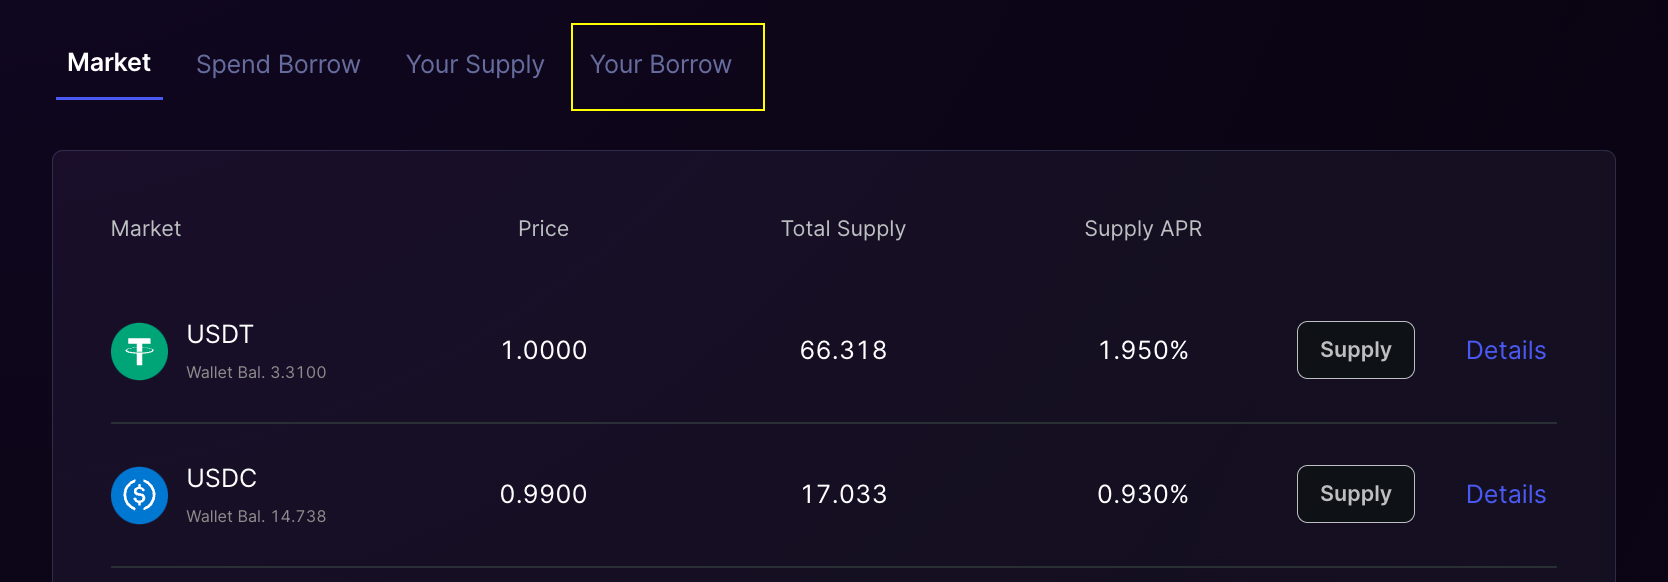 Market Spend Borrow Your Supply Your Borrow
Market Price Total Supply Supply APR
USDT
Wallet Bal. 3.3100
1.0000 66.318 1.950% Supply Details
USDC
Wallet Bal. 14.738
0.9900 17.033 0.930% Supply Details